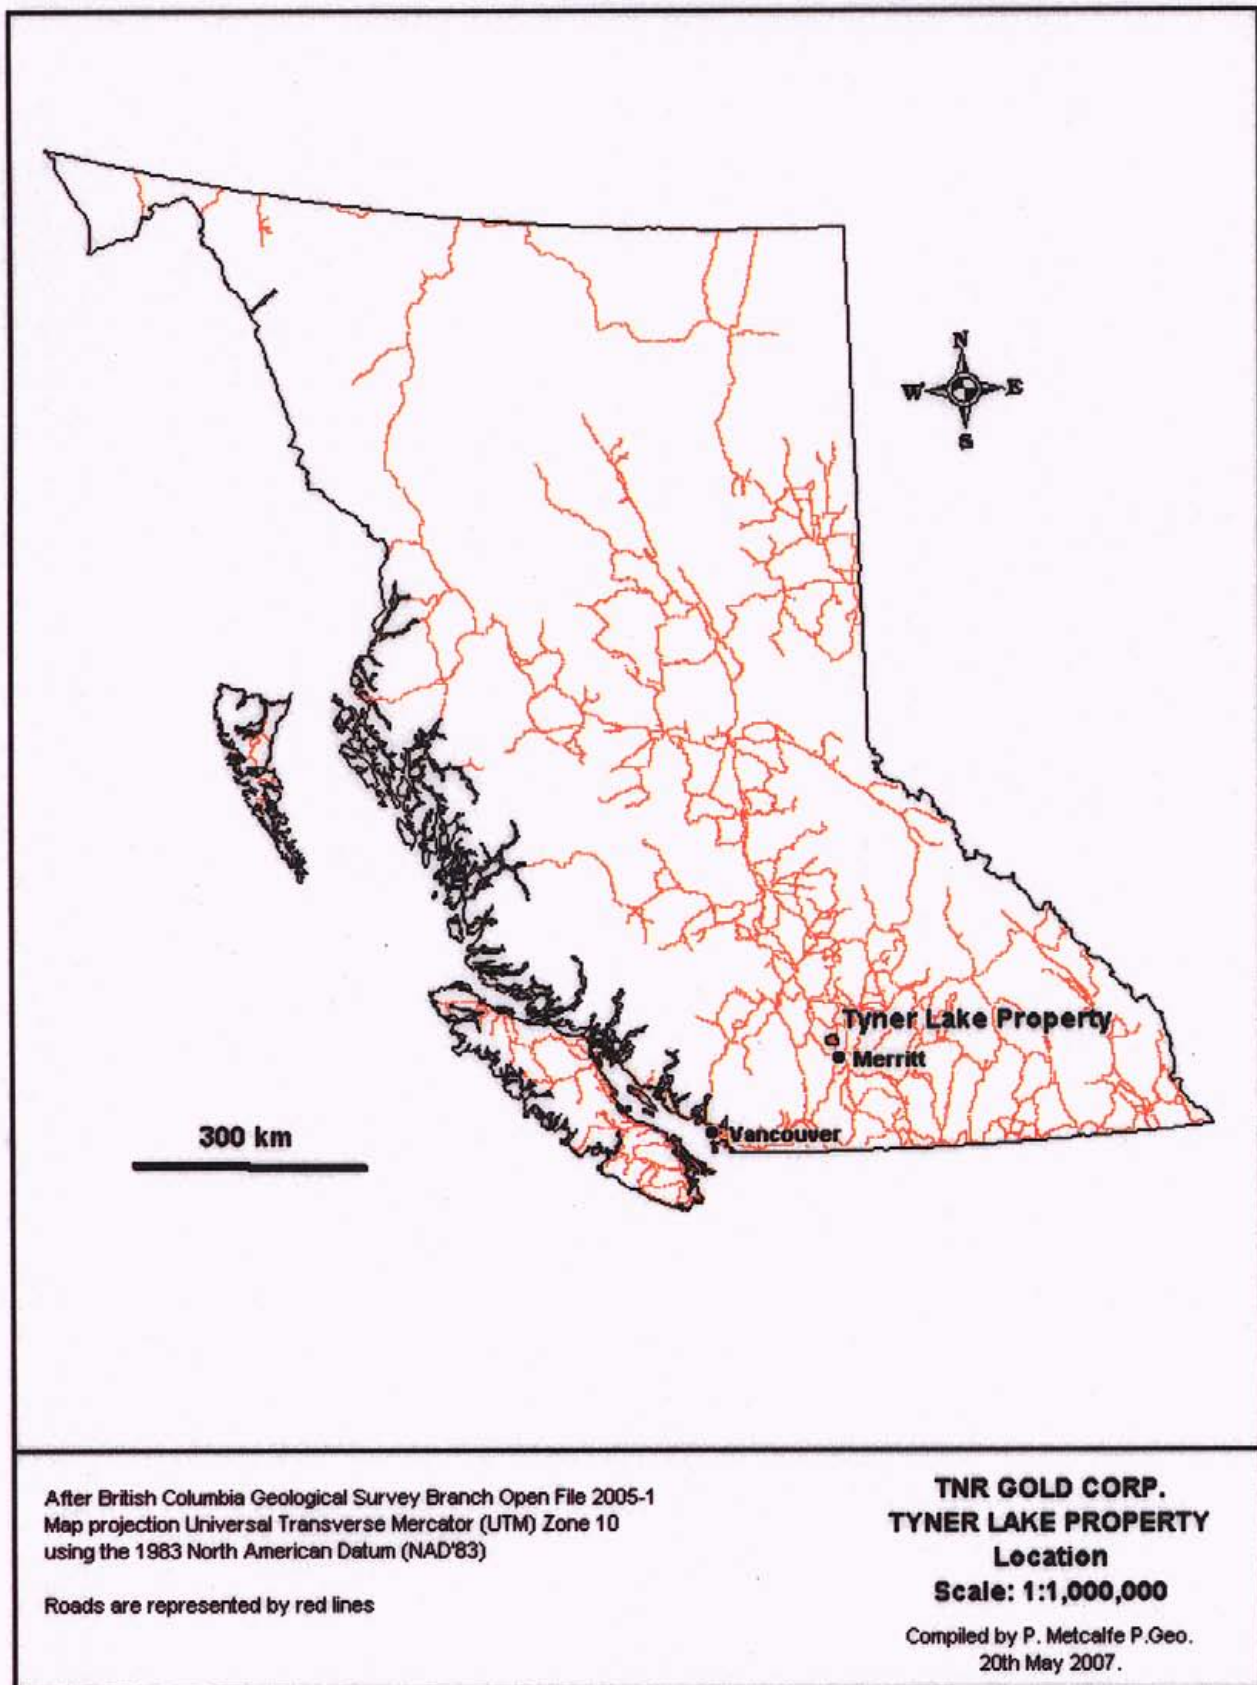 N
W
E
S
Tyner Lake Property
Merritt
Vancouver
300 km
After British Columbia Geological Survey Branch Open File 2005-1
Map projection Universal Transverse Mercator (UTM) Zone 10
using the 1983 North American Datum (NAD'83)
Roads are represented by red lines
TNR GOLD CORP.
TYNER LAKE PROPERTY
Location
Scale: 1:1,000,000
Compiled by P. Metcalfe P.Geo.
20th May 2007.